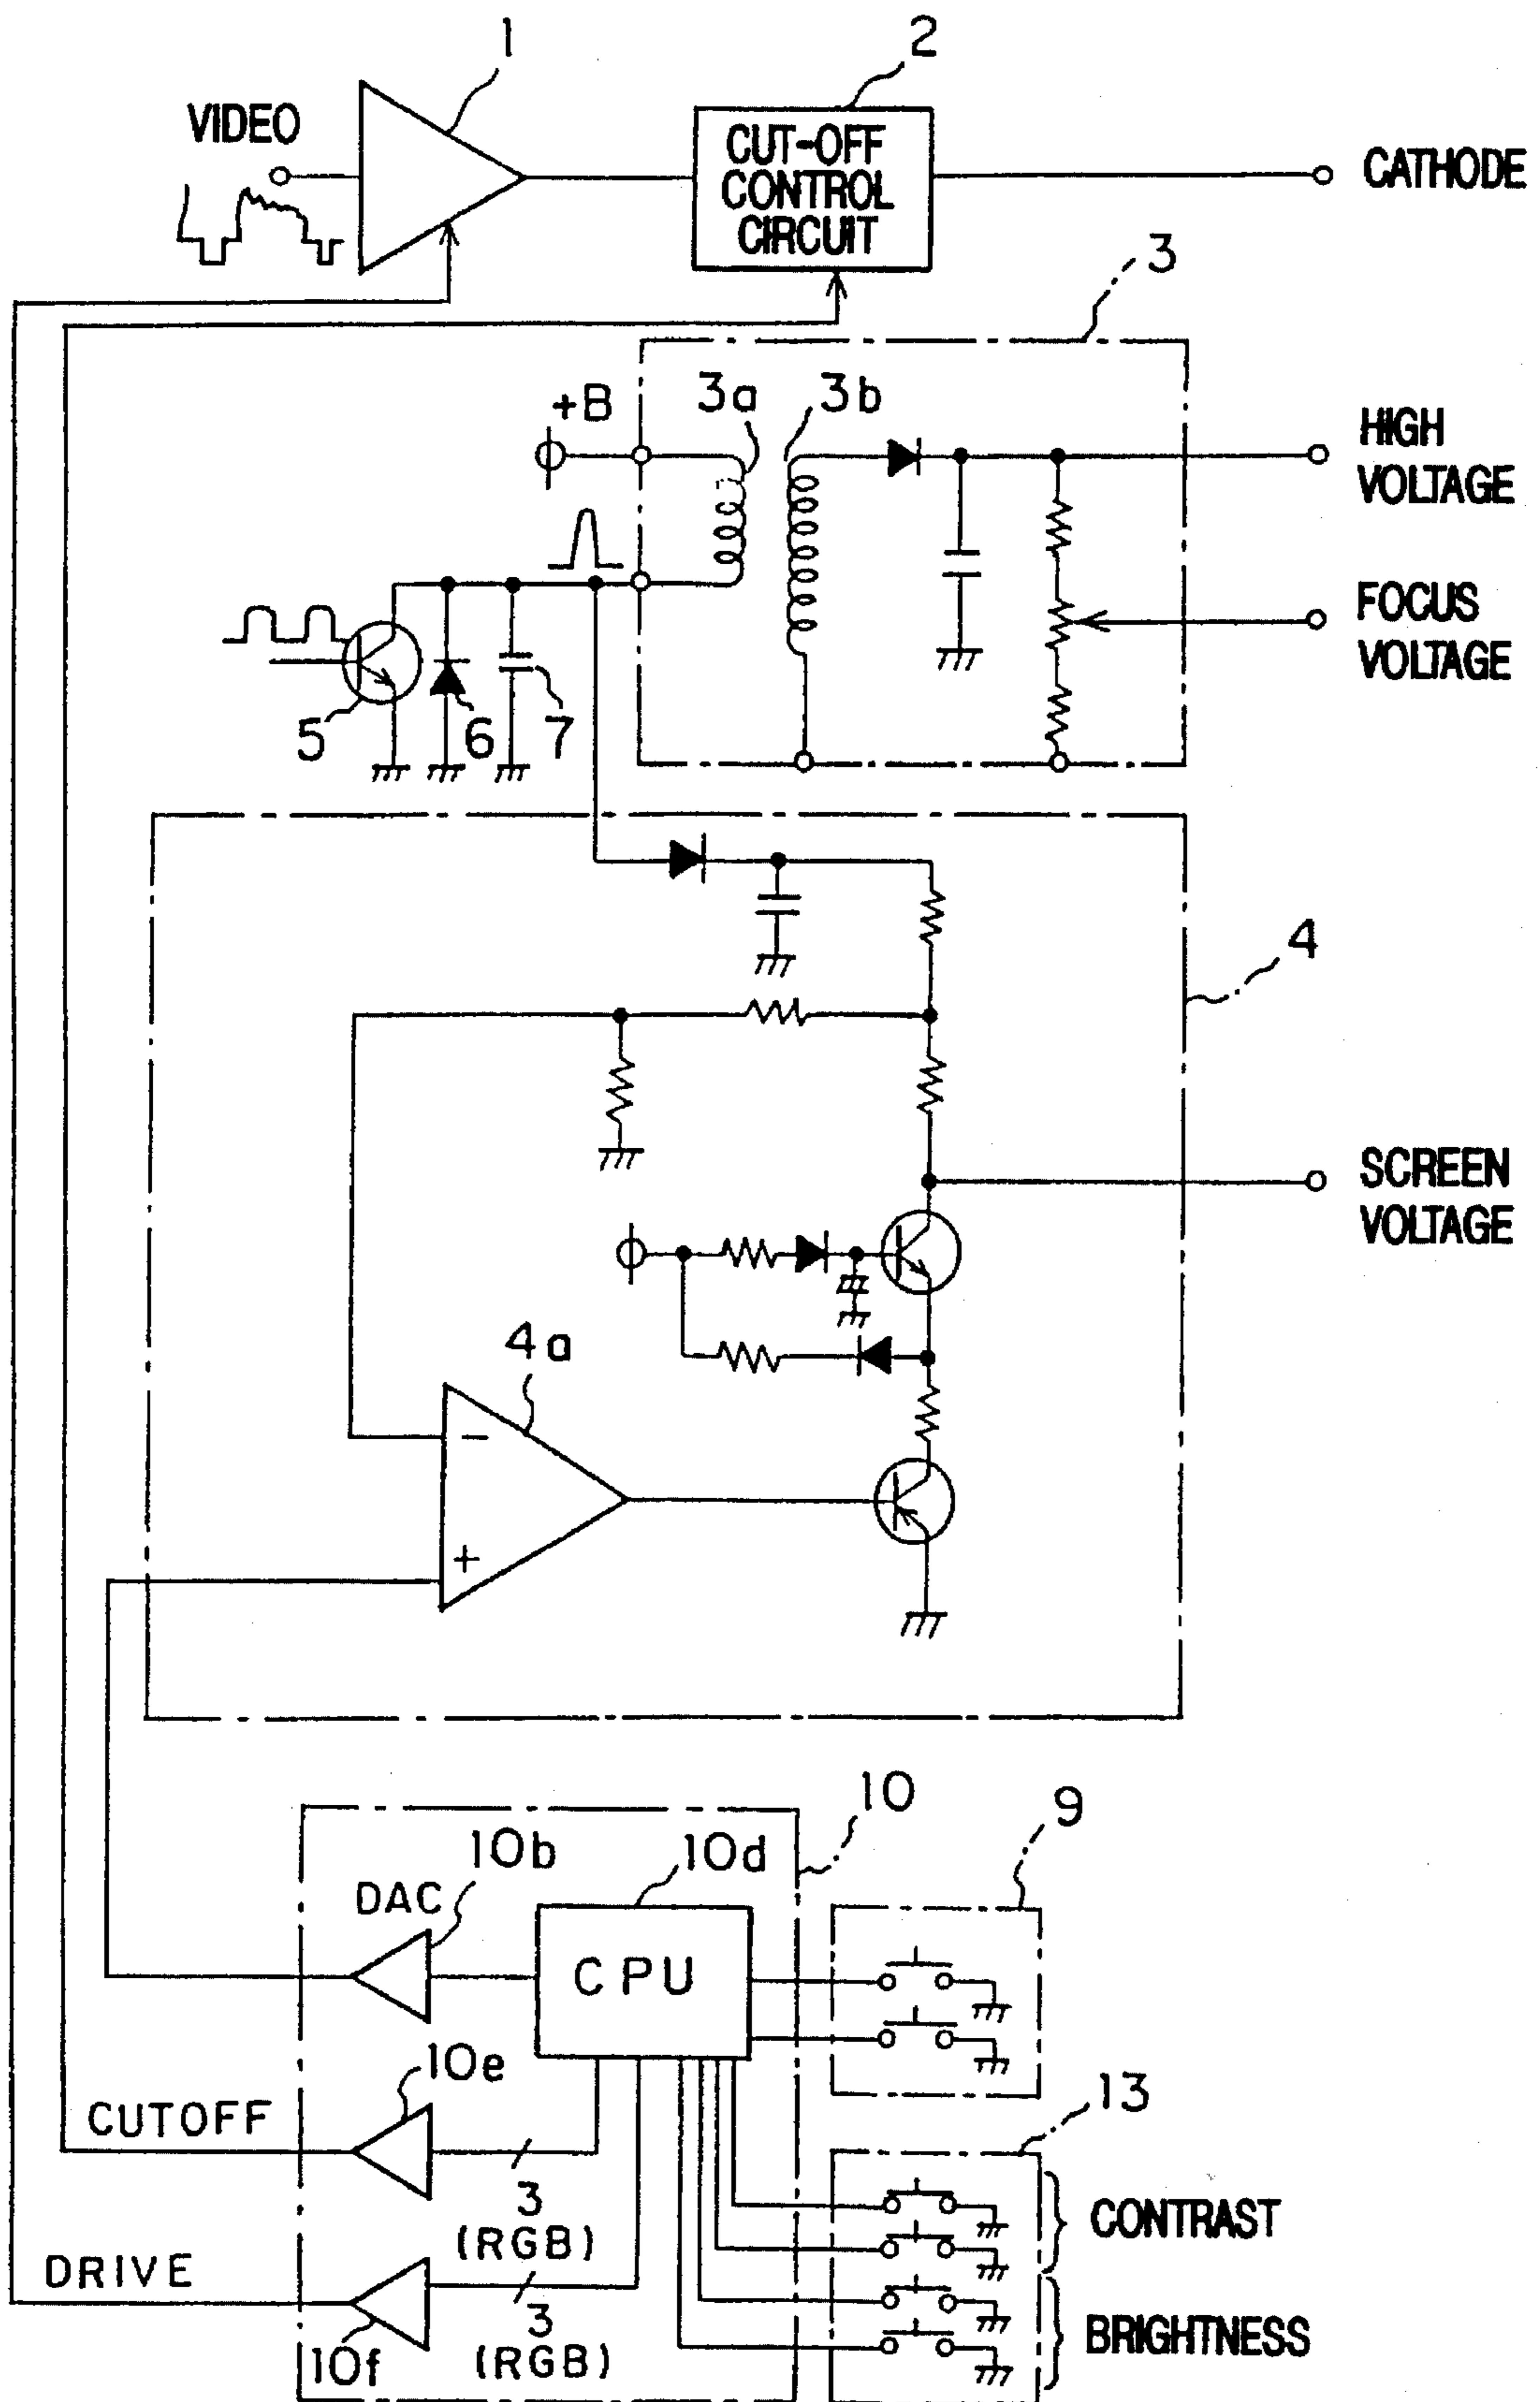 1
2
VIDEO
CUT-OFF
CONTROL
CIRCUIT
CATHODE
3
+B
3a
3b
HIGH
VOLTAGE
FOCUS
VOLTAGE
5
6
7
4
SCREEN
VOLTAGE
4a
−
+
10
9
10b
10d
DAC
CPU
10e
13
CUTOFF
3
(RGB)
CONTRAST
DRIVE
3
(RGB)
BRIGHTNESS
10f